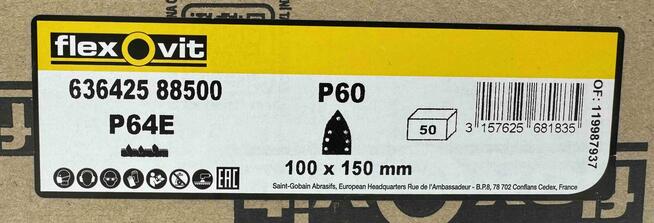 flexovit
636425 88500
P64E
P60
100 x 150 mm
50
3 157625 681835
OF: 119987937
EAC
Saint-Gobain Abrasifs, European Headquarters Rue de l'Ambassadeur - B.P.8, 78 702 Conflans Cedex, France